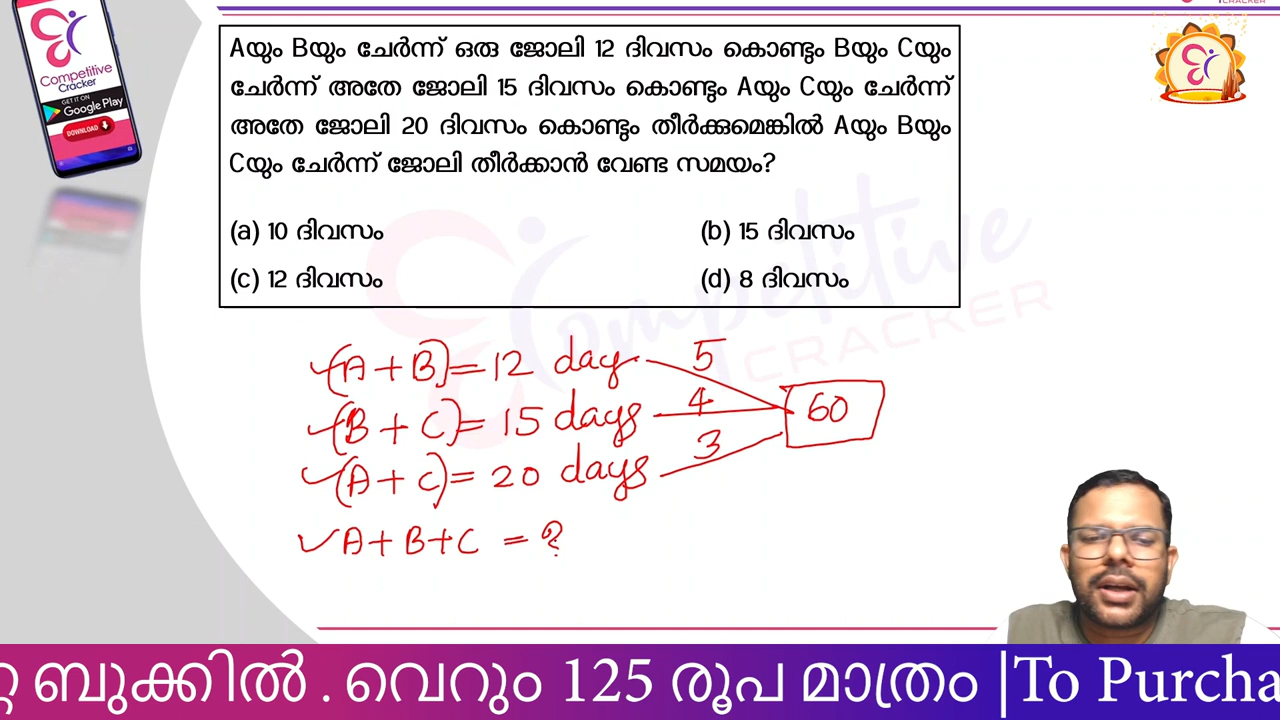 Competitive
Cracker
GET IT ON
Google Play
DOWNLOAD
Aയും Bയും ചേർന്ന് ഒരു ജോലി 12 ദിവസം കൊണ്ടും Bയും Cയും
ചേർന്ന് അതേ ജോലി 15 ദിവസം കൊണ്ടും Aയും Cയും ചേർന്ന്
അതേ ജോലി 20 ദിവസം കൊണ്ടും തീർക്കുമെങ്കിൽ Aയും Bയും
Cയും ചേർന്ന് ജോലി തീർക്കാൻ വേണ്ട സമയം?
(a) 10 ദിവസം (b) 15 ദിവസം
(c) 12 ദിവസം (d) 8 ദിവസം
Competitive
CRACKER
(A+B)=12 day 5
(B+C)=15 days 4 60
(A+C)=20 days 3
A+B+C = ?
റ്റ ബുക്കിൽ . വെറും 125 രൂപ മാത്രം |To Purcha